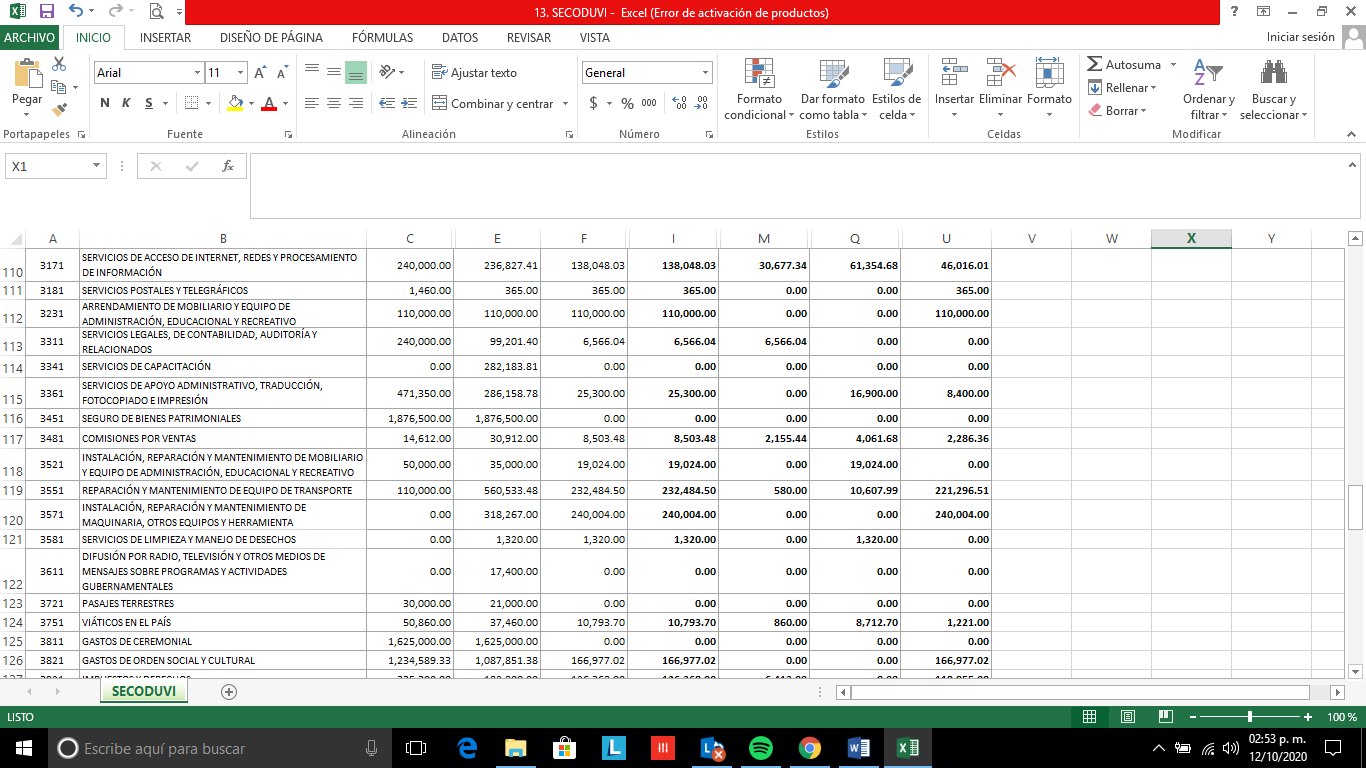 13. SECODUVI -  Excel (Error de activación de productos)
ARCHIVO INICIO INSERTAR DISEÑO DE PÁGINA FÓRMULAS DATOS REVISAR VISTA Iniciar sesión
Pegar
Arial 11
N K S
Ajustar texto
Combinar y centrar
General
$ % 000
Formato condicional
Dar formato como tabla
Estilos de celda
Insertar Eliminar Formato
Autosuma
Rellenar
Borrar
Ordenar y filtrar
Buscar y seleccionar
Portapapeles Fuente Alineación Número Estilos Celdas Modificar
X1 fx
A B C E F I M Q U V W X Y
110 3171 SERVICIOS DE ACCESO DE INTERNET, REDES Y PROCESAMIENTO DE INFORMACIÓN 240,000.00 236,827.41 138,048.03 138,048.03 30,677.34 61,354.68 46,016.01
111 3181 SERVICIOS POSTALES Y TELEGRÁFICOS 1,460.00 365.00 365.00 365.00 0.00 0.00 365.00
112 3231 ARRENDAMIENTO DE MOBILIARIO Y EQUIPO DE ADMINISTRACIÓN, EDUCACIONAL Y RECREATIVO 110,000.00 110,000.00 110,000.00 110,000.00 0.00 0.00 110,000.00
113 3311 SERVICIOS LEGALES, DE CONTABILIDAD, AUDITORÍA Y RELACIONADOS 240,000.00 99,201.40 6,566.04 6,566.04 6,566.04 0.00 0.00
114 3341 SERVICIOS DE CAPACITACIÓN 0.00 282,183.81 0.00 0.00 0.00 0.00 0.00
115 3361 SERVICIOS DE APOYO ADMINISTRATIVO, TRADUCCIÓN, FOTOCOPIADO E IMPRESIÓN 471,350.00 286,158.78 25,300.00 25,300.00 0.00 16,900.00 8,400.00
116 3451 SEGURO DE BIENES PATRIMONIALES 1,876,500.00 1,876,500.00 0.00 0.00 0.00 0.00 0.00
117 3481 COMISIONES POR VENTAS 14,612.00 30,912.00 8,503.48 8,503.48 2,155.44 4,061.68 2,286.36
118 3521 INSTALACIÓN, REPARACIÓN Y MANTENIMIENTO DE MOBILIARIO Y EQUIPO DE ADMINISTRACIÓN, EDUCACIONAL Y RECREATIVO 50,000.00 35,000.00 19,024.00 19,024.00 0.00 19,024.00 0.00
119 3551 REPARACIÓN Y MANTENIMIENTO DE EQUIPO DE TRANSPORTE 110,000.00 560,533.48 232,484.50 232,484.50 580.00 10,607.99 221,296.51
120 3571 INSTALACIÓN, REPARACIÓN Y MANTENIMIENTO DE MAQUINARIA, OTROS EQUIPOS Y HERRAMIENTA 0.00 318,267.00 240,004.00 240,004.00 0.00 0.00 240,004.00
121 3581 SERVICIOS DE LIMPIEZA Y MANEJO DE DESECHOS 0.00 1,320.00 1,320.00 1,320.00 0.00 1,320.00 0.00
122 3611 DIFUSIÓN POR RADIO, TELEVISIÓN Y OTROS MEDIOS DE MENSAJES SOBRE PROGRAMAS Y ACTIVIDADES GUBERNAMENTALES 0.00 17,400.00 0.00 0.00 0.00 0.00 0.00
123 3721 PASAJES TERRESTRES 30,000.00 21,000.00 0.00 0.00 0.00 0.00 0.00
124 3751 VIÁTICOS EN EL PAÍS 50,860.00 37,460.00 10,793.70 10,793.70 860.00 8,712.70 1,221.00
125 3811 GASTOS DE CEREMONIAL 1,625,000.00 1,625,000.00 0.00 0.00 0.00 0.00 0.00
126 3821 GASTOS DE ORDEN SOCIAL Y CULTURAL 1,234,589.33 1,087,851.38 166,977.02 166,977.02 0.00 0.00 166,977.02
SECODUVI
LISTO 100 %
Escribe aquí para buscar
02:53 p. m.
12/10/2020